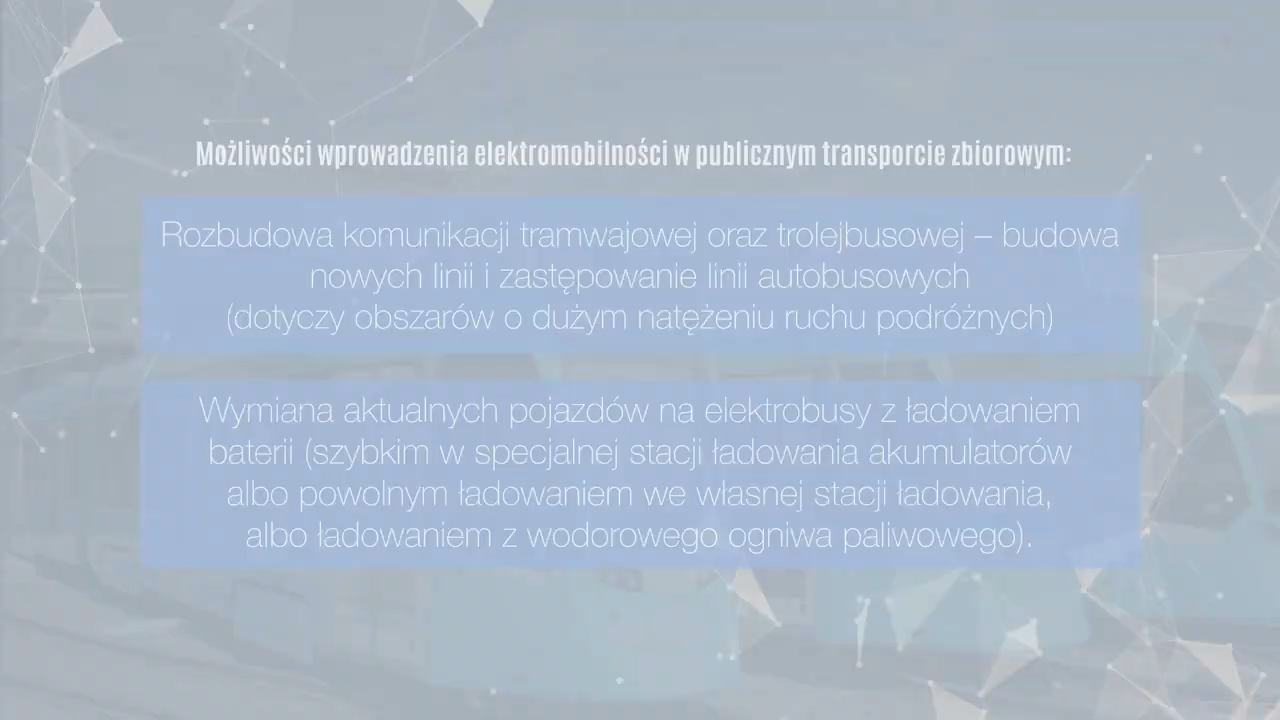 Możliwości wprowadzenia elektromobilności w publicznym transporcie zbiorowym:
Rozbudowa komunikacji tramwajowej oraz trolejbusowej – budowa
nowych linii i zastępowanie linii autobusowych
(dotyczy obszarów o dużym natężeniu ruchu podróżnych)
Wymiana aktualnych pojazdów na elektrobusy z ładowaniem
baterii (szybkim w specjalnej stacji ładowania akumulatorów
albo powolnym ładowaniem we własnej stacji ładowania,
albo ładowaniem z wodorowego ogniwa paliwowego).